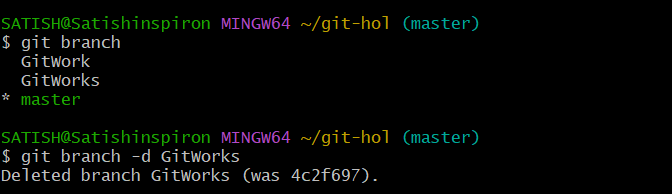 SATISH@Satishinspiron MINGW64 ~/git-hol (master)
$ git branch
  GitWork
  GitWorks
* master
SATISH@Satishinspiron MINGW64 ~/git-hol (master)
$ git branch -d GitWorks
Deleted branch GitWorks (was 4c2f697).